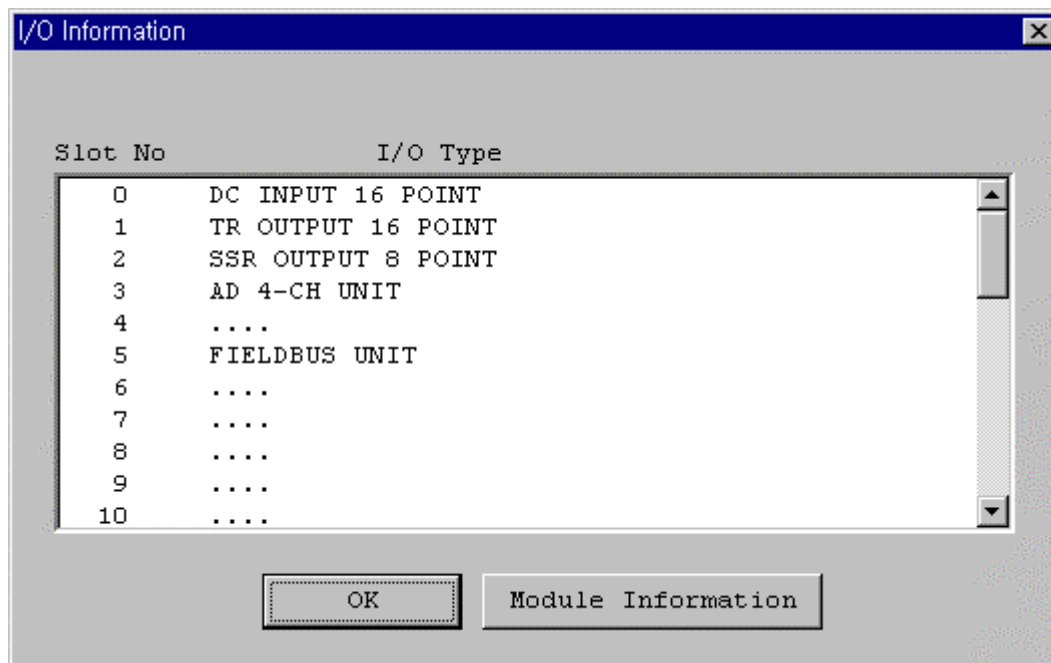 I/O Information
Slot No I/O Type
0 DC INPUT 16 POINT
1 TR OUTPUT 16 POINT
2 SSR OUTPUT 8 POINT
3 AD 4-CH UNIT
4 ....
5 FIELDBUS UNIT
6 ....
7 ....
8 ....
9 ....
10 ....
OK Module Information